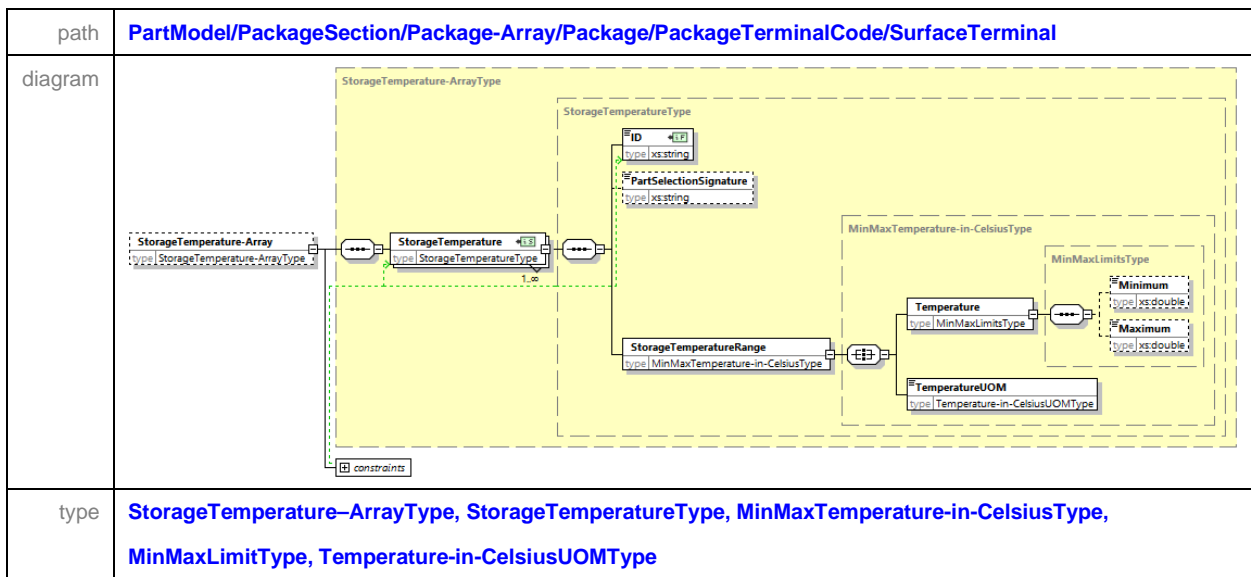 path
PartModel/PackageSection/Package-Array/Package/PackageTerminalCode/SurfaceTerminal
diagram
StorageTemperature-ArrayType
StorageTemperatureType
ID
type xs:string
PartSelectionSignature
type xs:string
MinMaxTemperature-in-CelsiusType
StorageTemperature-Array
type StorageTemperature-ArrayType
StorageTemperature
type StorageTemperatureType
1..∞
MinMaxLimitsType
Minimum
type xs:double
Temperature
type MinMaxLimitsType
Maximum
type xs:double
StorageTemperatureRange
type MinMaxTemperature-in-CelsiusType
TemperatureUOM
type Temperature-in-CelsiusUOMType
constraints
type
StorageTemperature–ArrayType, StorageTemperatureType, MinMaxTemperature-in-CelsiusType,
MinMaxLimitType, Temperature-in-CelsiusUOMType